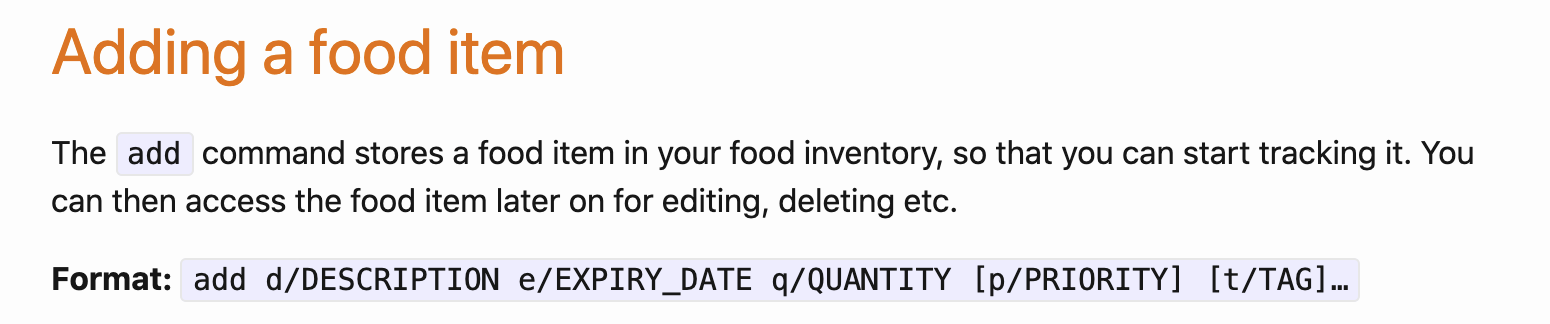 Adding a food item
The add command stores a food item in your food inventory, so that you can start tracking it. You
can then access the food item later on for editing, deleting etc.
Format: add d/DESCRIPTION e/EXPIRY_DATE q/QUANTITY [p/PRIORITY] [t/TAG]…